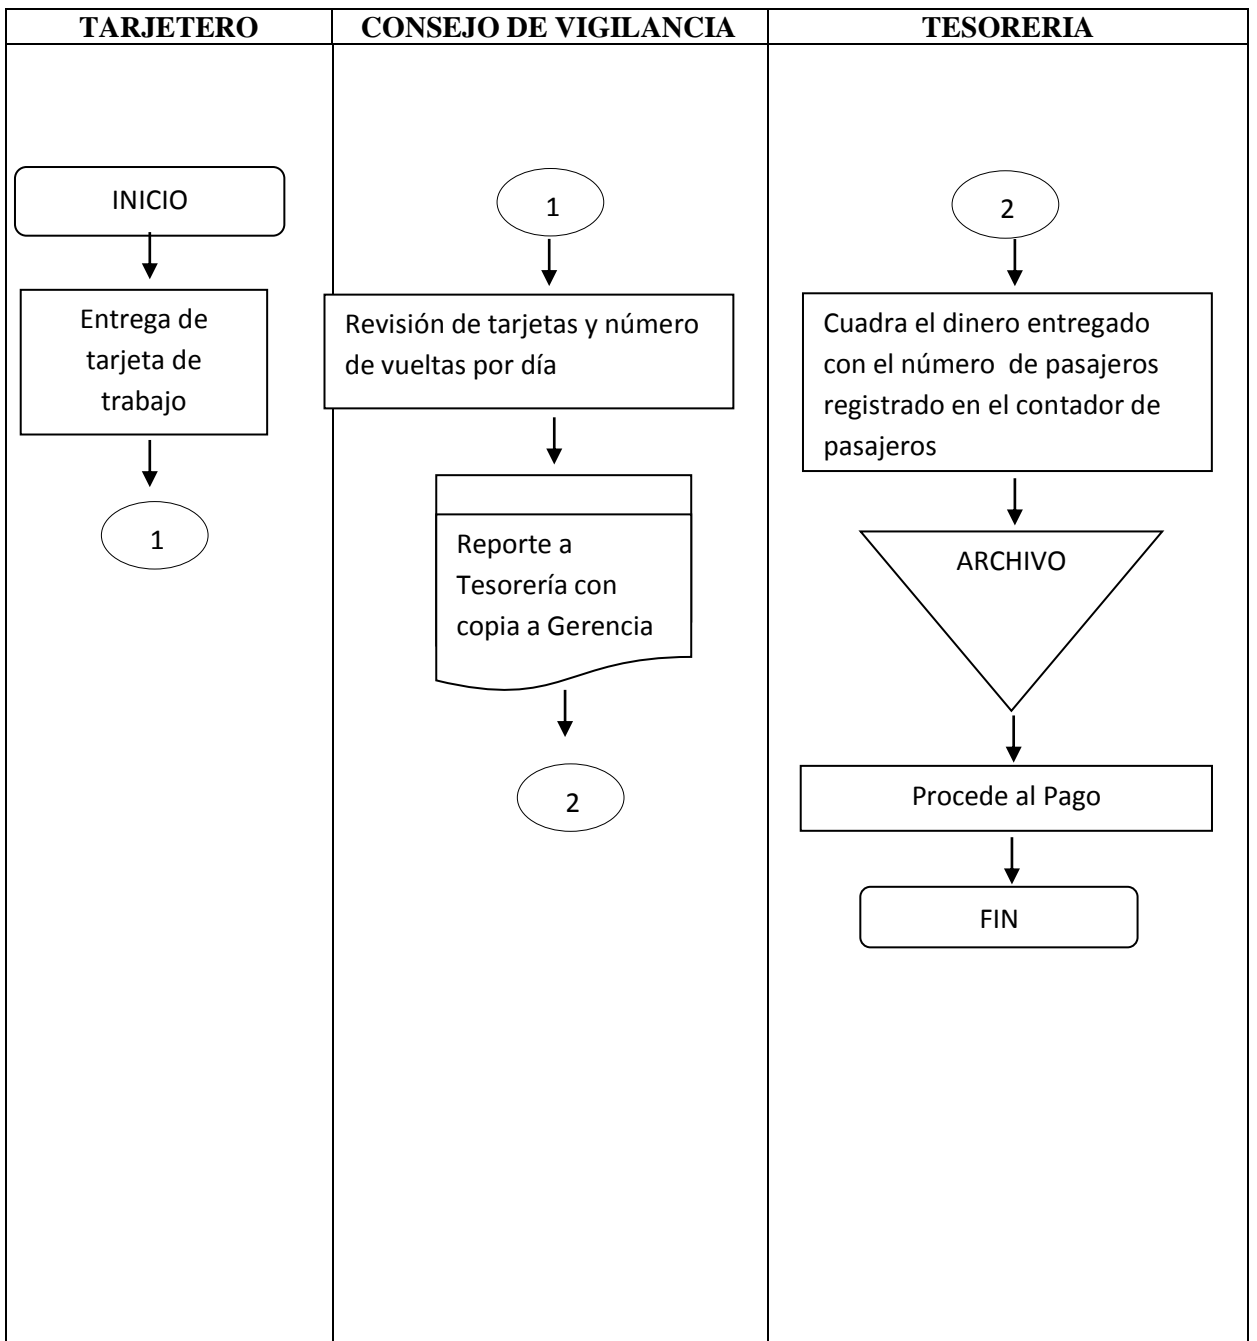 TARJETERO
CONSEJO DE VIGILANCIA
TESORERIA
INICIO
Entrega de
tarjeta de
trabajo
1
1
Revisión de tarjetas y número
de vueltas por día
Reporte a
Tesorería con
copia a Gerencia
2
2
Cuadra el dinero entregado
con el número  de pasajeros
registrado en el contador de
pasajeros
ARCHIVO
Procede al Pago
FIN